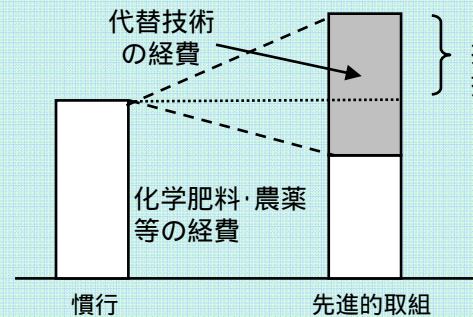 代替技術
の経費
化学肥料・農薬
等の経費
慣行
先進的取組